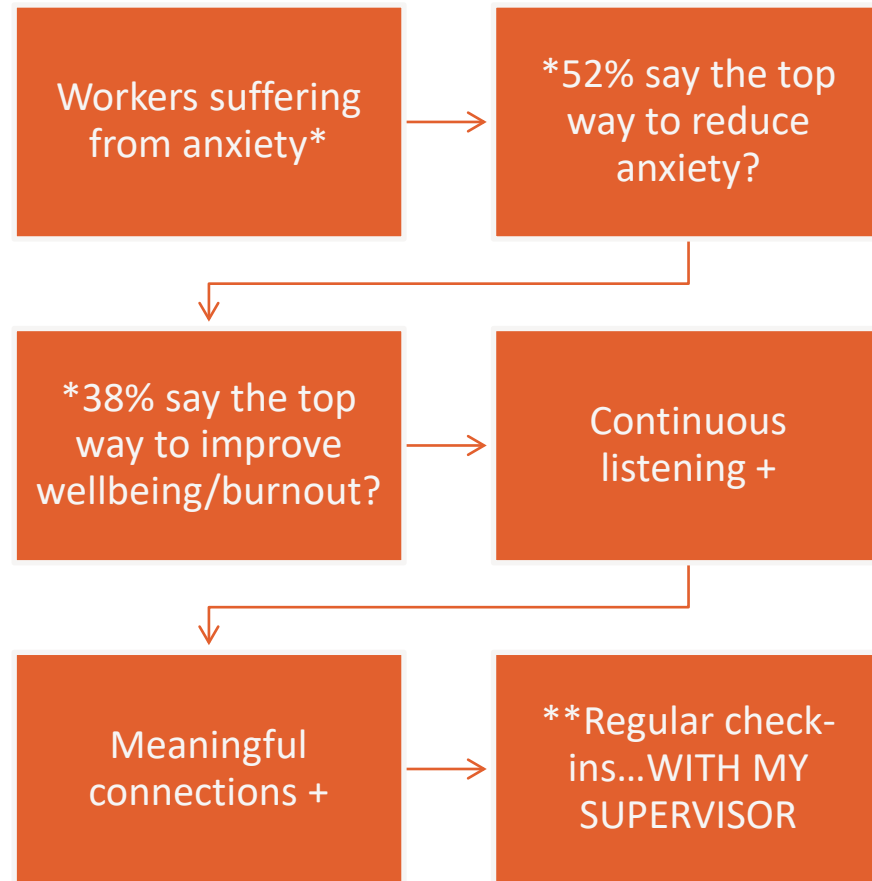 Workers suffering
from anxiety*
*52% say the top
way to reduce
anxiety?
*38% say the top
way to improve
wellbeing/burnout?
Continuous
listening +
Meaningful
connections +
**Regular check-
ins...WITH MY
SUPERVISOR